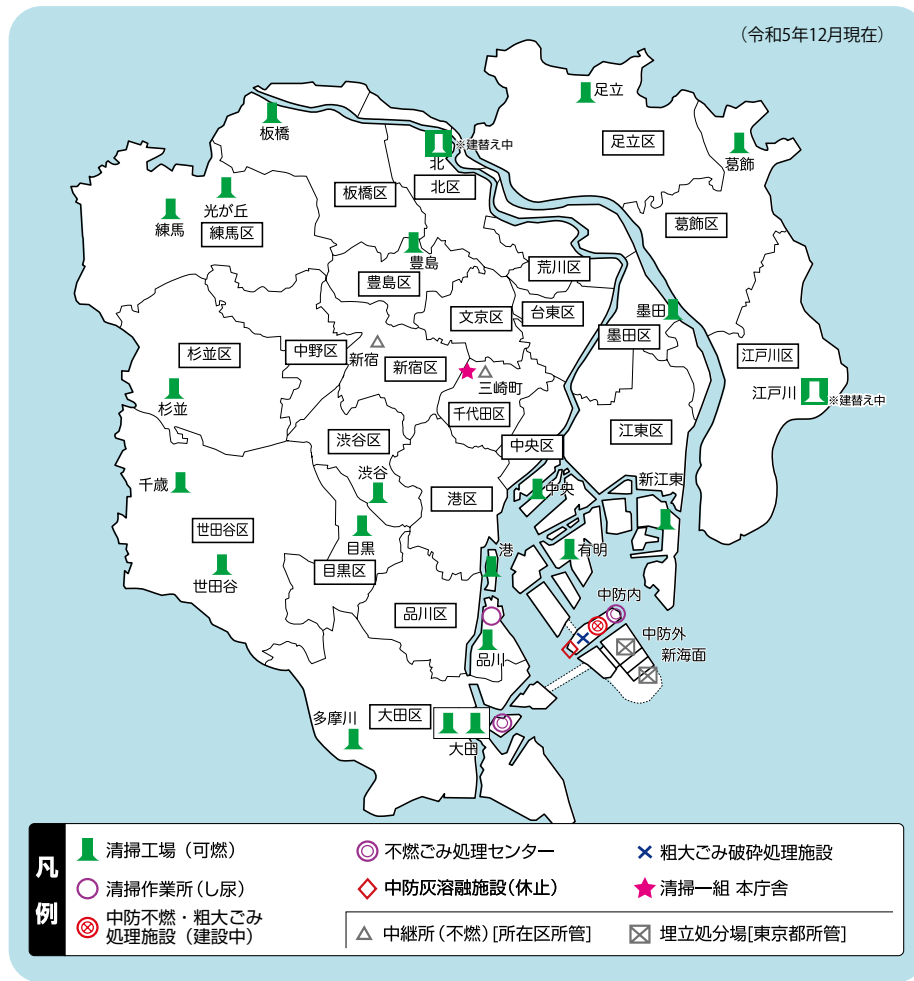 （令和5年12月現在）
足立
板橋
足立区
※建替え中
北
葛飾
板橋区
北区
光が丘
練馬
練馬区
葛飾区
豊島
荒川区
豊島区
台東区
文京区
墨田
墨田区
中野区
杉並区
新宿
新宿区
江戸川区
三崎町
江戸川
※建替え中
杉並
千代田区
渋谷区
中央区
江東区
渋谷
千歳
新江東
中央
港区
世田谷区
目黒
港
有明
目黒区
世田谷
中防内
品川区
中防外
新海面
品川
多摩川
大田区
大田
凡例
清掃工場（可燃）
不燃ごみ処理センター
粗大ごみ破砕処理施設
清掃作業所（し尿）
中防灰溶融施設（休止）
清掃一組 本庁舎
中防不燃・粗大ごみ
処理施設（建設中）
中継所（不燃）[所在区所管]
埋立処分場[東京都所管]